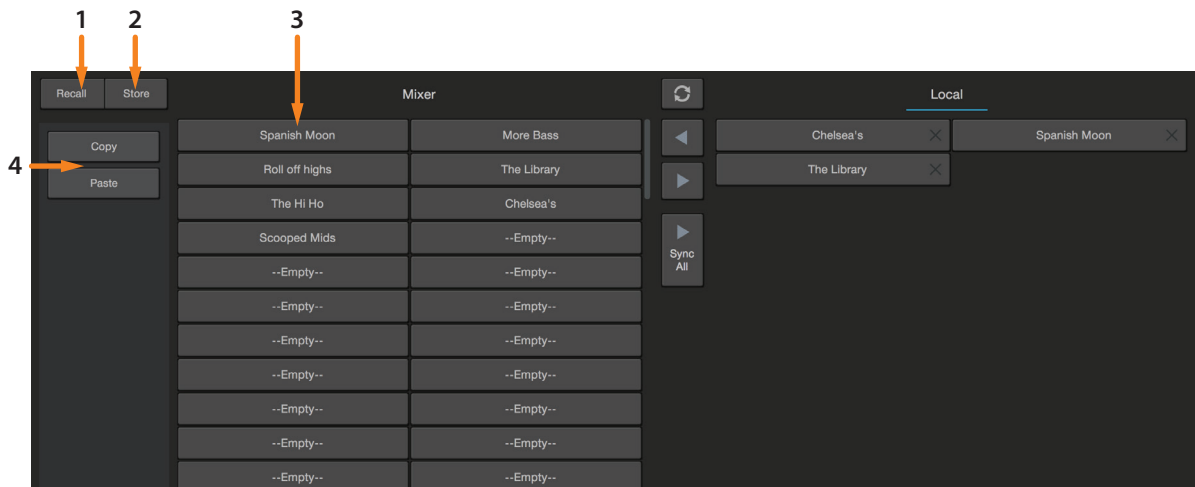 1 2 3
Recall Store Mixer Local
Copy
Paste
4
Spanish Moon More Bass
Roll off highs The Library
The Hi Ho Chelsea's
Scooped Mids --Empty--
--Empty-- --Empty--
--Empty-- --Empty--
--Empty-- --Empty--
--Empty-- --Empty--
--Empty-- --Empty--
--Empty-- --Empty--
--Empty-- --Empty--
Sync
All
Chelsea's Spanish Moon
The Library